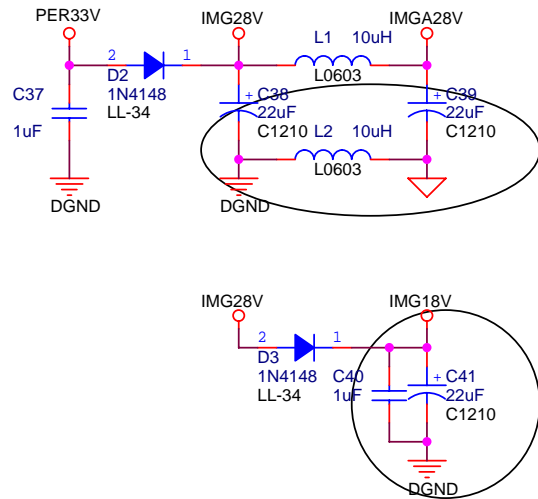 PER33V
IMG28V
IMGA28V
L1 10uH
2
1
D2
L0603
C37
1N4148
+ C38
+ C39
LL-34
22uF
22uF
1uF
C1210
C1210
L2 10uH
L0603
DGND
DGND
IMG28V
IMG18V
2
1
D3
C40
+ C41
1N4148
1uF
22uF
LL-34
C1210
DGND